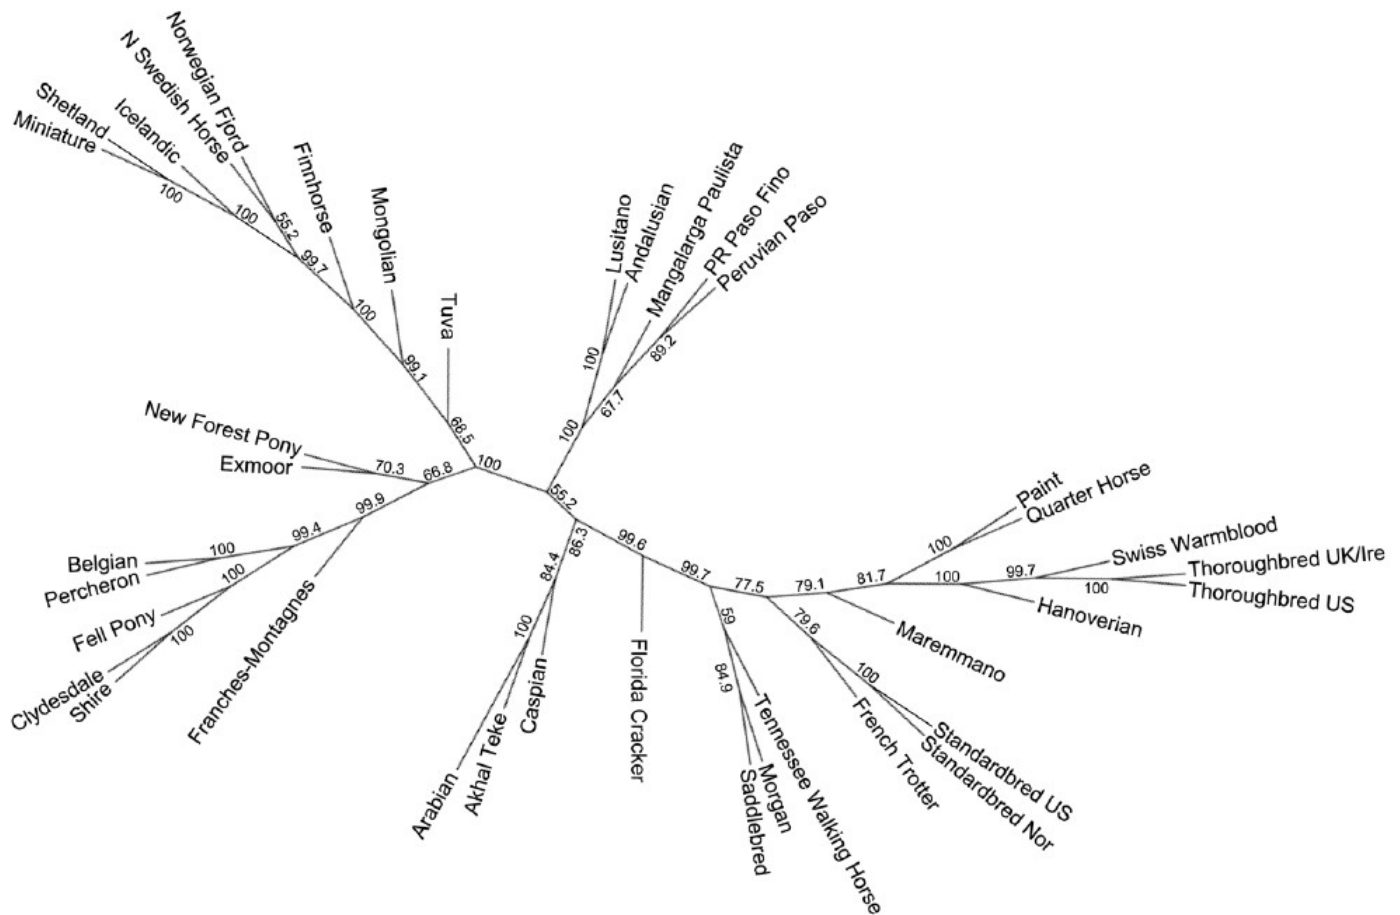 Norwegian Fjord
N Swedish Horse
Shetland
Icelandic
Miniature
Finnhorse
Mongolian
Tuva
100
100
55.2
99.7
100
99.1
68.5
100
Lusitano
Andalusian
Mangalarga Paulista
PR Paso Fino
Peruvian Paso
100
89.2
67.7
100
55.2
New Forest Pony
Exmoor
70.3
66.8
99.9
99.4
100
100
100
Belgian
Percheron
Fell Pony
Clydesdale
Shire
Franches-Montagnes
86.3
84.4
100
Arabian
Akhal Teke
Caspian
99.6
Florida Cracker
99.7
59
84.9
Tennessee Walking Horse
Morgan
Saddlebred
77.5
79.6
100
Standardbred US
Standardbred Nor
French Trotter
79.1
Maremmano
81.7
100
Paint
Quarter Horse
100
99.7
100
Swiss Warmblood
Thoroughbred UK/Ire
Thoroughbred US
Hanoverian